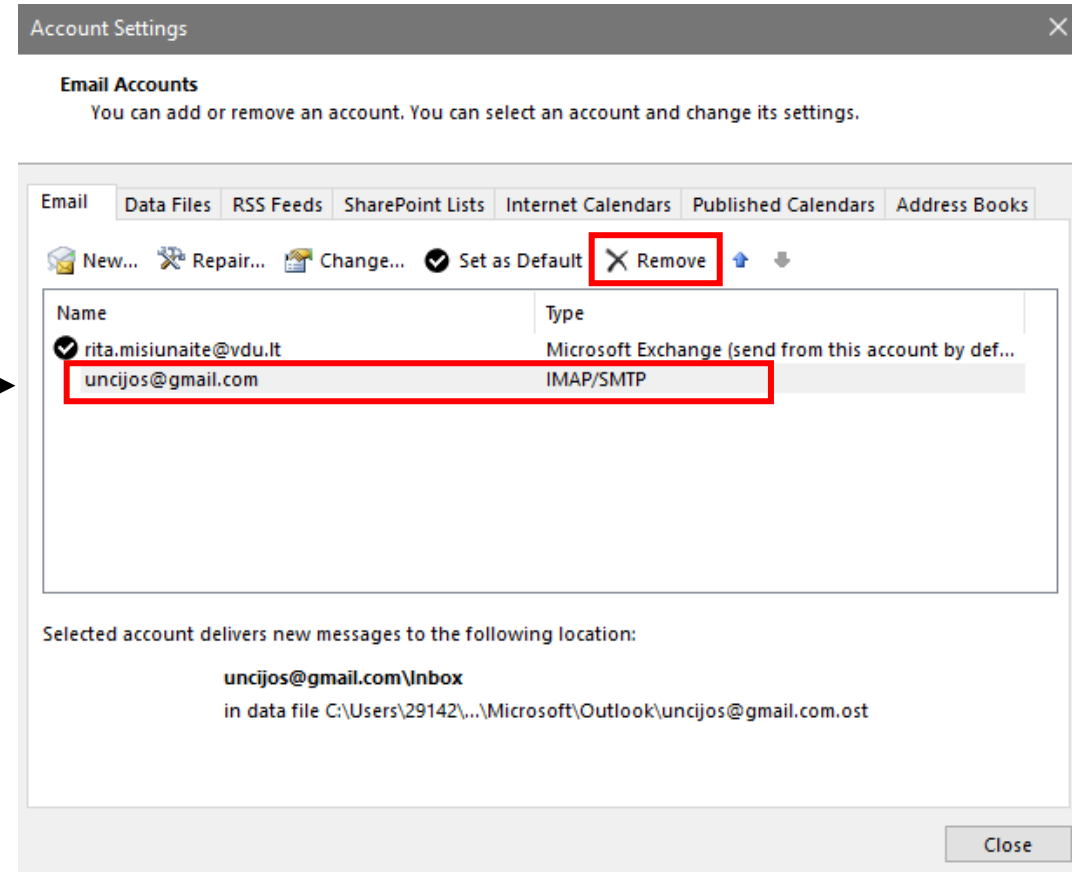 Account Settings
Email Accounts
You can add or remove an account. You can select an account and change its settings.
Email Data Files RSS Feeds SharePoint Lists Internet Calendars Published Calendars Address Books
New... Repair... Change... Set as Default Remove
Name Type
rita.misiunaite@vdu.lt Microsoft Exchange (send from this account by def...
uncijos@gmail.com IMAP/SMTP
Selected account delivers new messages to the following location:
uncijos@gmail.com\Inbox
in data file C:\Users\29142\...\Microsoft\Outlook\uncijos@gmail.com.ost
Close